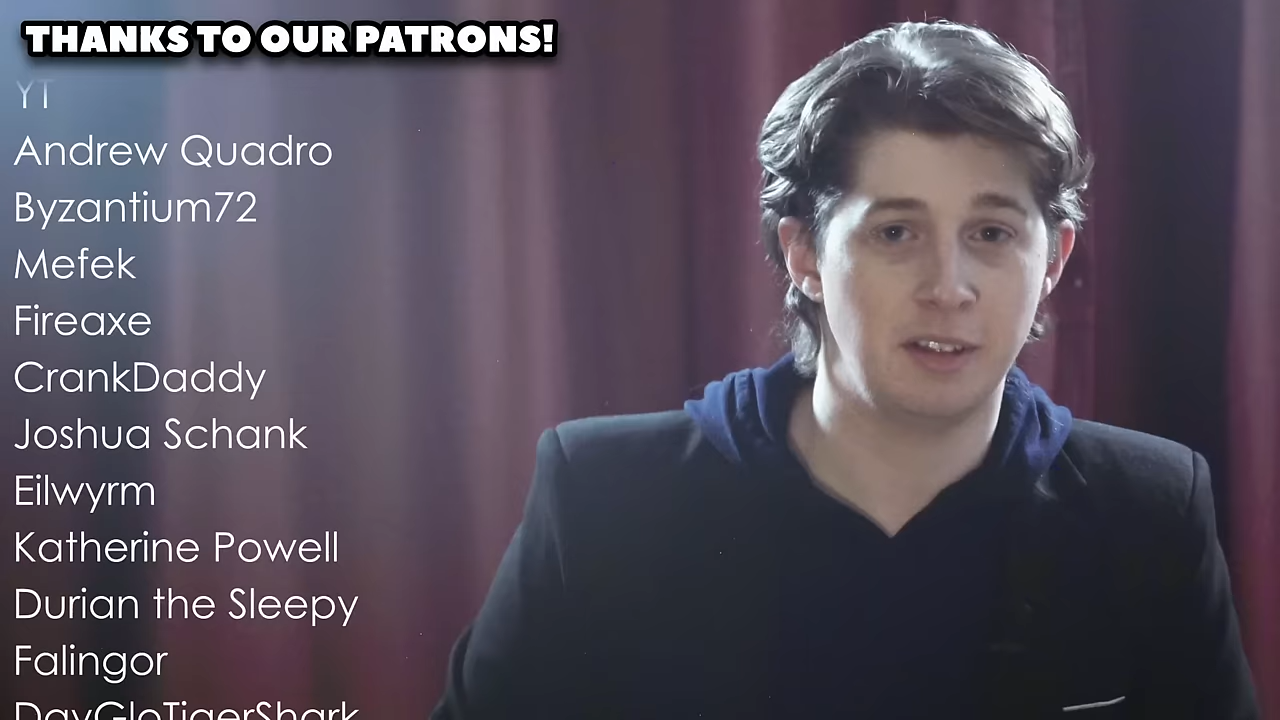 THANKS TO OUR PATRONS!
YT
Andrew Quadro
Byzantium72
Mefek
Fireaxe
CrankDaddy
Joshua Schank
Eilwyrm
Katherine Powell
Durian the Sleepy
Falingor
DayGloTigerShark